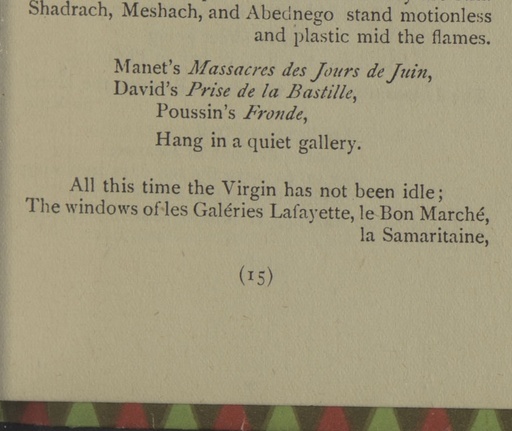 Shadrach, Meshach, and Abednego stand motionless
and plastic mid the flames.
Manet's Massacres des Jours de Juin,
David's Prise de la Bastille,
Poussin's Fronde,
Hang in a quiet gallery.
All this time the Virgin has not been idle;
The windows of les Galéries Lafayette, le Bon Marché,
la Samaritaine,
(15)